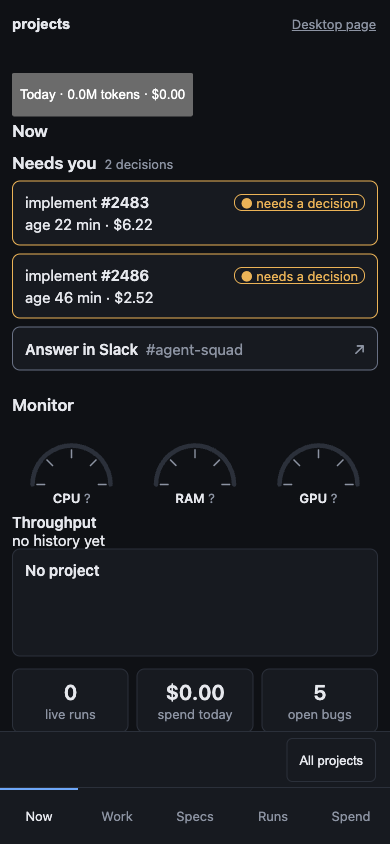 projects
Desktop page
Today · 0.0M tokens · $0.00
Now
Needs you 2 decisions
implement #2483
needs a decision
age 22 min · $6.22
implement #2486
needs a decision
age 46 min · $2.52
Answer in Slack #agent-squad ↗
Monitor
CPU ?
RAM ?
GPU ?
Throughput
no history yet
No project
0
live runs
$0.00
spend today
5
open bugs
All projects
Now
Work
Specs
Runs
Spend